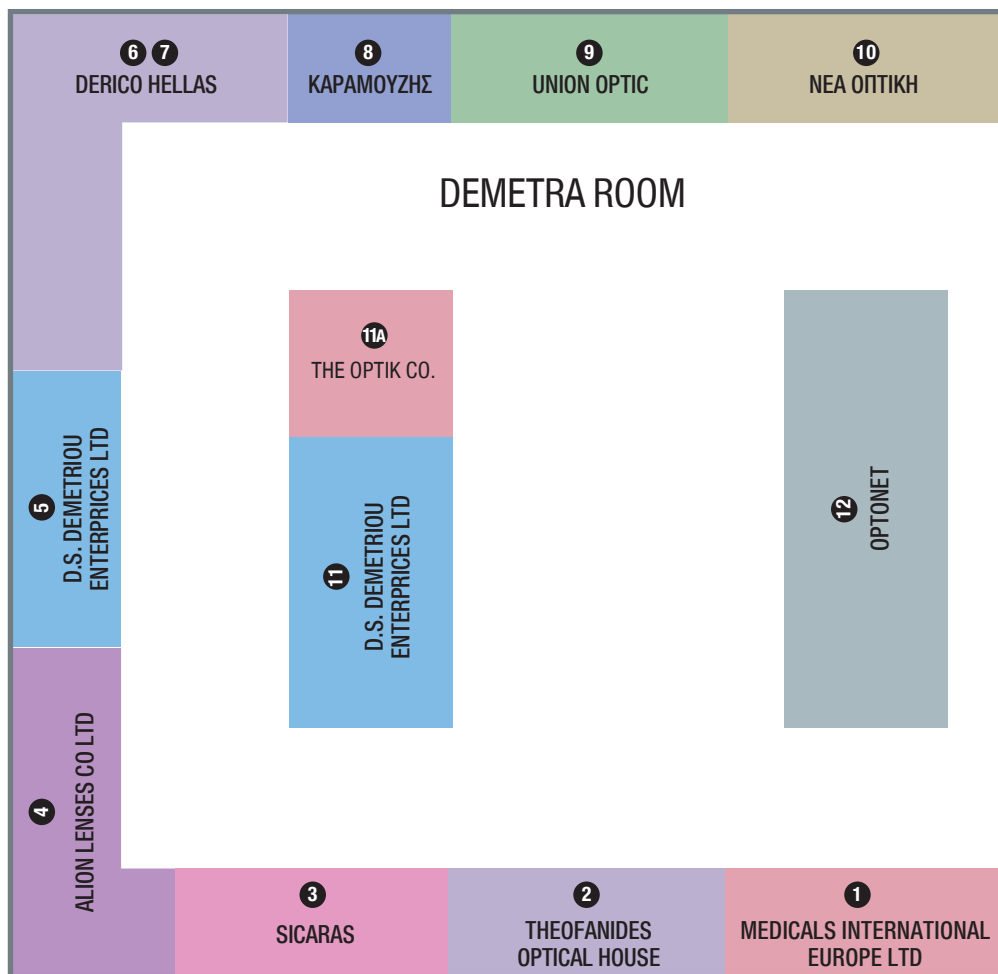 6 7
DERICO HELLAS
8
ΚΑΡΑΜΟΥΖΗΣ
9
UNION OPTIC
10
ΝΕΑ ΟΠΤΙΚΗ
DEMETRA ROOM
11A
THE OPTIK CO.
5
D.S. DEMETRIOU
ENTERPRICES LTD
11
D.S. DEMETRIOU
ENTERPRICES LTD
12
OPTONET
4
ALION LENSES CO LTD
3
SICARAS
2
THEOFANIDES
OPTICAL HOUSE
1
MEDICALS INTERNATIONAL
EUROPE LTD